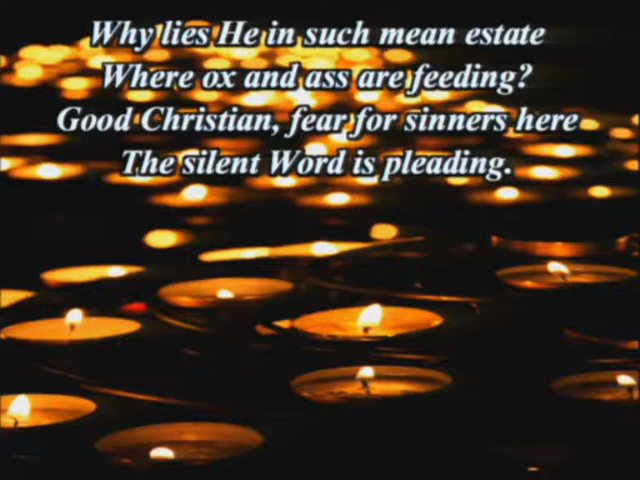 Why lies He in such mean estate
Where ox and ass are feeding?
Good Christian, fear for sinners here
The silent Word is pleading.